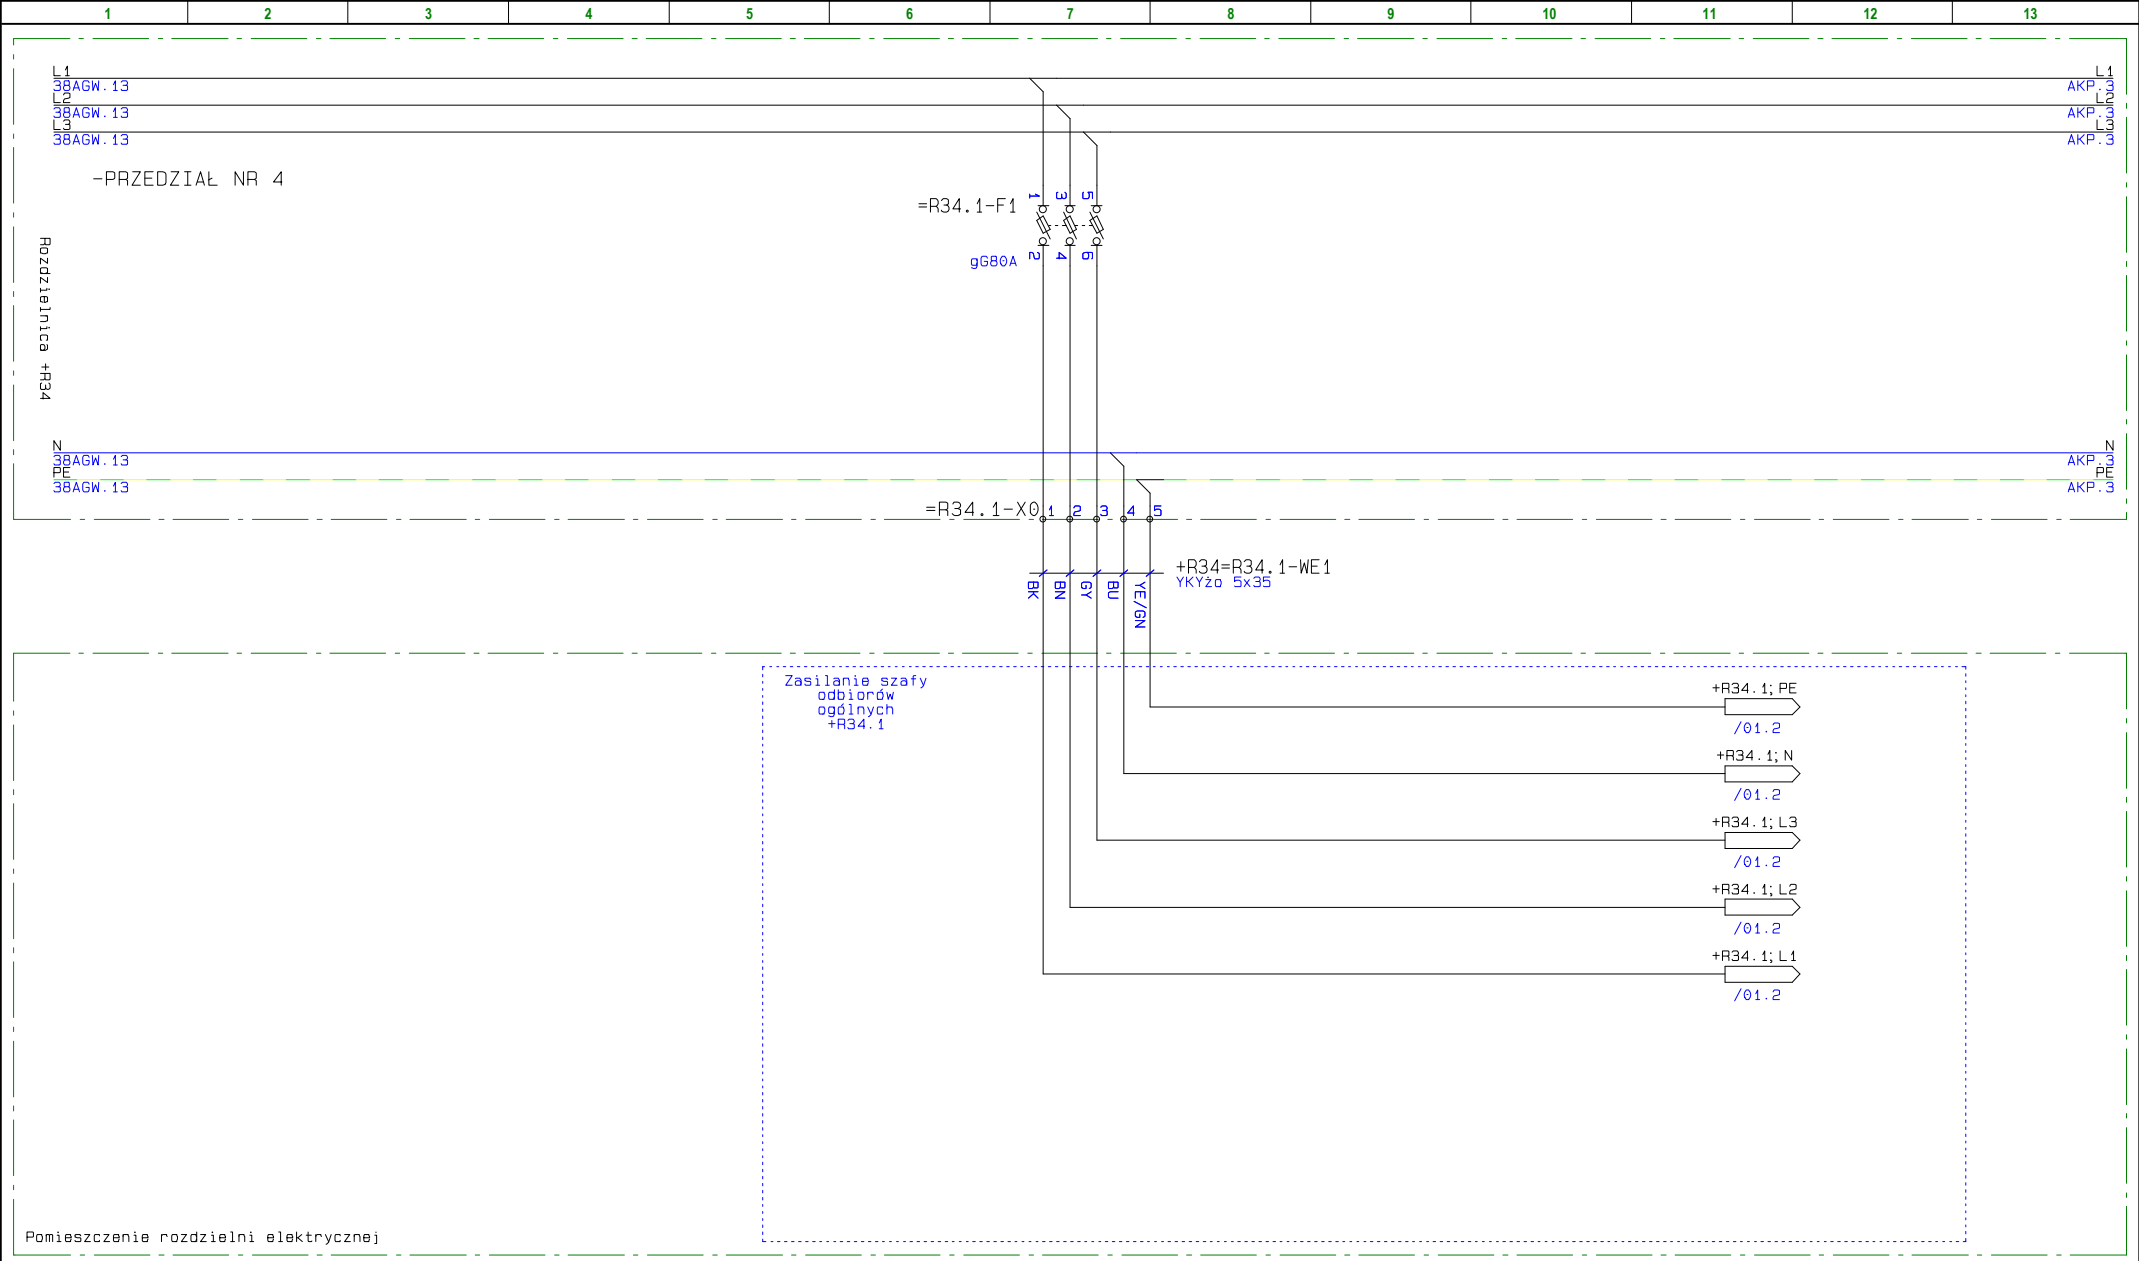 1 2 3 4 5 6 7 8 9 10 11 12 13
L1 L1
38AGW.13 AKP.3
L2 L2
38AGW.13 AKP.3
L3 L3
38AGW.13 AKP.3
-PRZEDZIAŁ NR 4
1 3 5
=R34.1-F1
2 4 6
gG80A
Rozdzielnica +R34
N N
38AGW.13 AKP.3
PE PE
38AGW.13 AKP.3
=R34.1-X0 1 2 3 4 5
+R34=R34.1-WE1
YKYżo 5x35
BK BN GY BU YE/GN
Zasilanie szafy
odbiorów
ogólnych
+R34.1
+R34.1; PE
/01.2
+R34.1; N
/01.2
+R34.1; L3
/01.2
+R34.1; L2
/01.2
+R34.1; L1
/01.2
Pomieszczenie rozdzielni elektrycznej